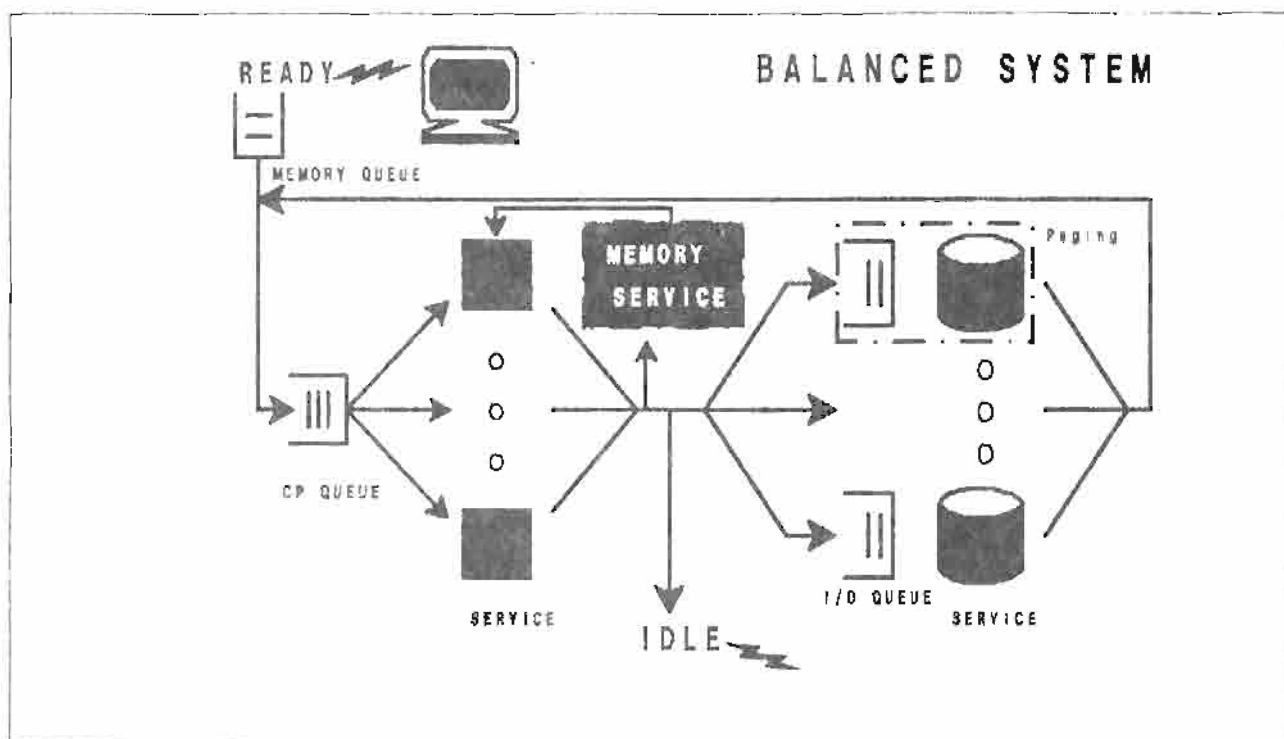 READY
BALANCED SYSTEM
MEMORY QUEUE
Paging
MEMORY
SERVICE
CP QUEUE
I/O QUEUE
SERVICE
SERVICE
IDLE